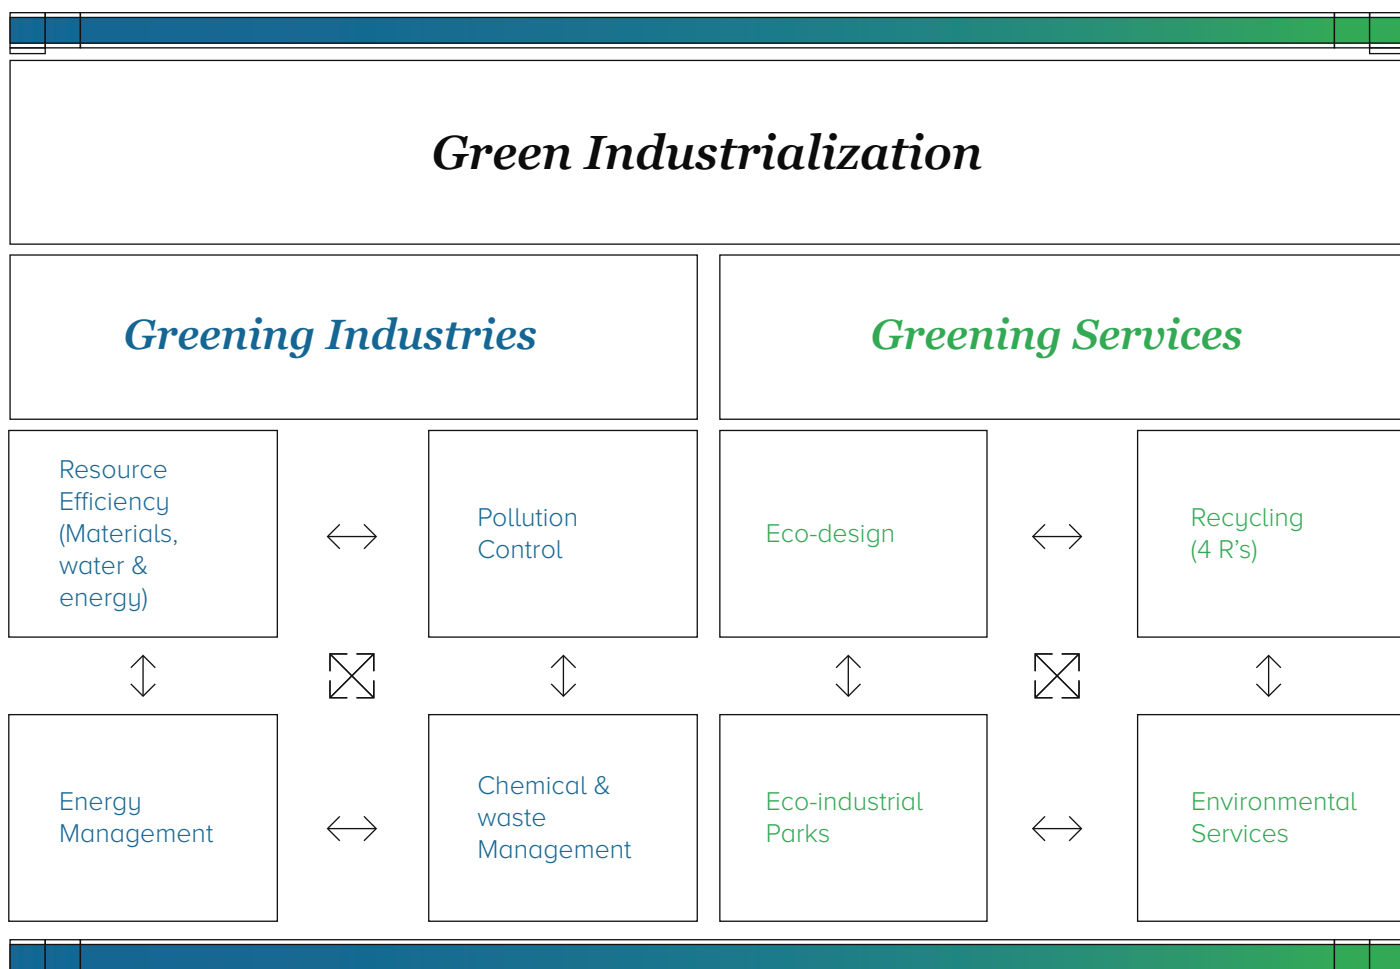 Green Industrialization
Greening Industries
Greening Services
Resource
Efficiency
(Materials,
water &
energy)
Pollution
Control
Eco-design
Recycling
(4 R’s)
Energy
Management
Chemical &
waste
Management
Eco-industrial
Parks
Environmental
Services